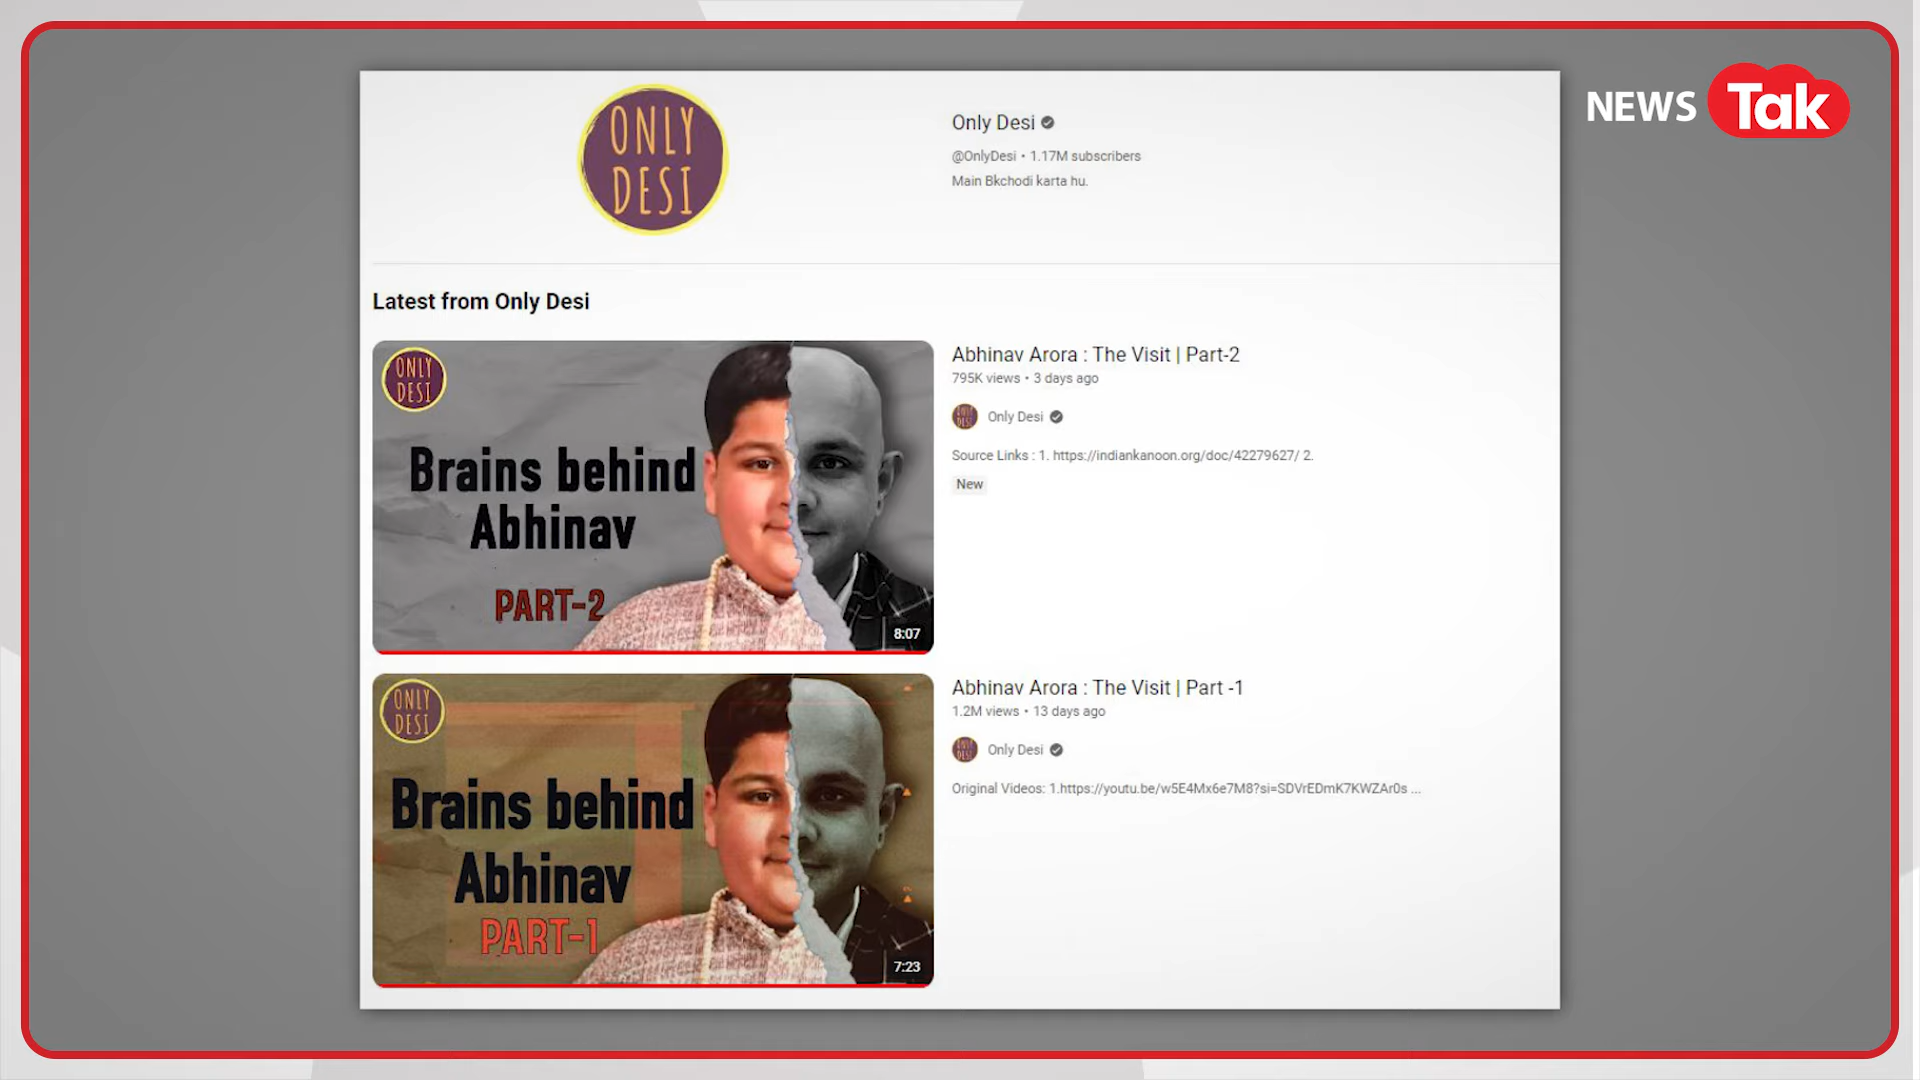 NEWS Tak
ONLY
DESI
Only Desi
@OnlyDesi • 1.17M subscribers
Main Bkchodi karta hu.
Latest from Only Desi
ONLY
DESI
Brains behind
Abhinav
PART-2
8:07
Abhinav Arora : The Visit | Part-2
795K views • 3 days ago
ONLY
DESI
Only Desi
Source Links : 1. https://indiankanoon.org/doc/42279627/ 2.
New
ONLY
DESI
Brains behind
Abhinav
PART-1
7:23
Abhinav Arora : The Visit | Part -1
1.2M views • 13 days ago
ONLY
DESI
Only Desi
Original Videos: 1.https://youtu.be/w5E4Mx6e7M8?si=SDVrEDmK7KWZAr0s ...